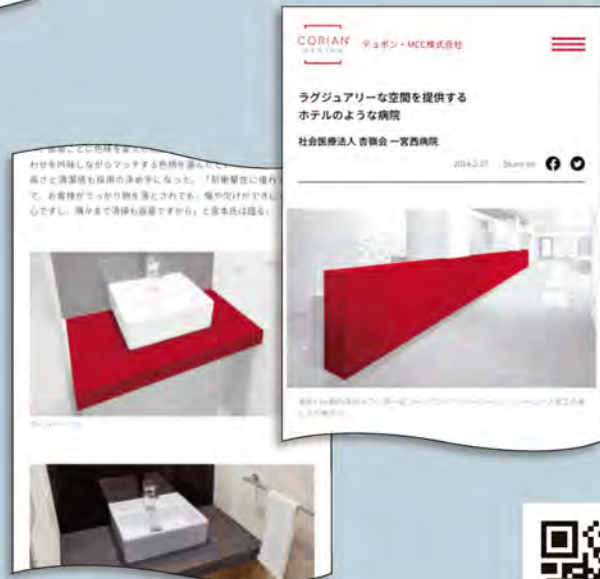 CORIAN
DESIGN
デュポン・MCC株式会社
ラグジュアリーな空間を提供する
ホテルのような病院
社会医療法人 杏嶺会 一宮西病院
Share on
わせを吟味しながらマッチする色柄を選んだ
高さと清潔感も採用の決め手になった。「耐衝撃性に優れ
て、お客様がうっかり物を落とされても、傷や欠けができに
心ですし、隅々まで清掃も容易ですから」と宮本氏は語る。